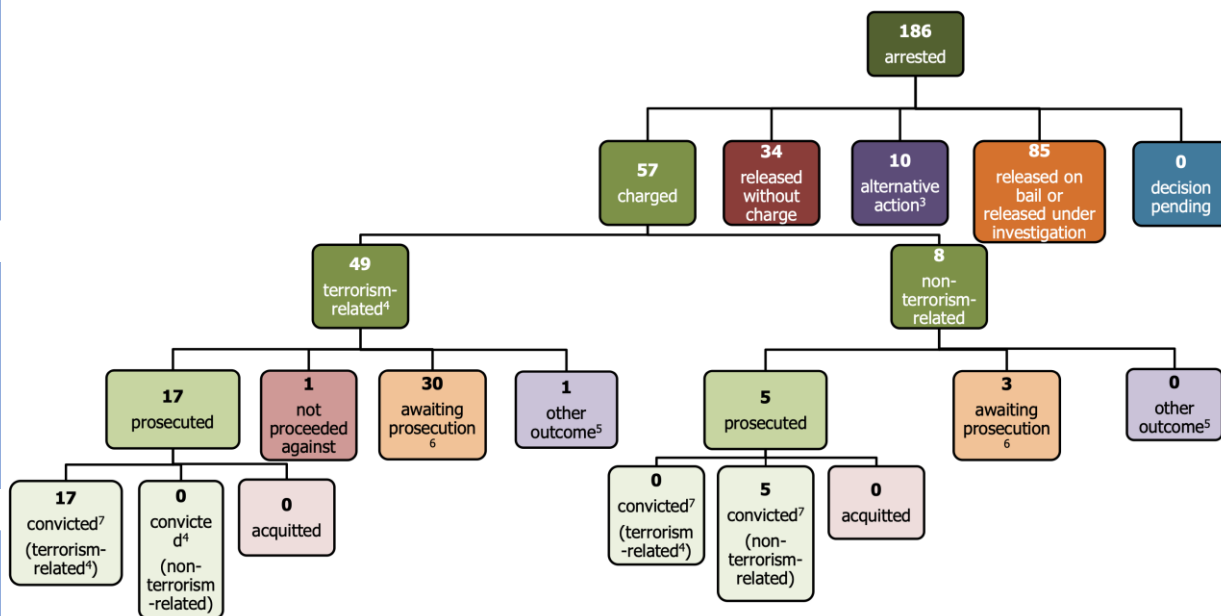 186
arrested
57
charged
34
released
without
charge
10
alternative
action³
85
released on
bail or
released under
investigation
0
decision
pending
49
terrorism-
related⁴
8
non-
terrorism-
related
17
prosecuted
1
not
proceeded
against
30
awaiting
prosecution
6
1
other
outcome⁵
5
prosecuted
3
awaiting
prosecution
6
0
other
outcome⁵
17
convicted⁷
(terrorism-
related⁴)
0
convicte
d⁴
(non-
terrorism
-related)
0
acquitted
0
convicted⁷
(terrorism
-related⁴)
5
convicted⁷
(non-
terrorism-
related)
0
acquitted